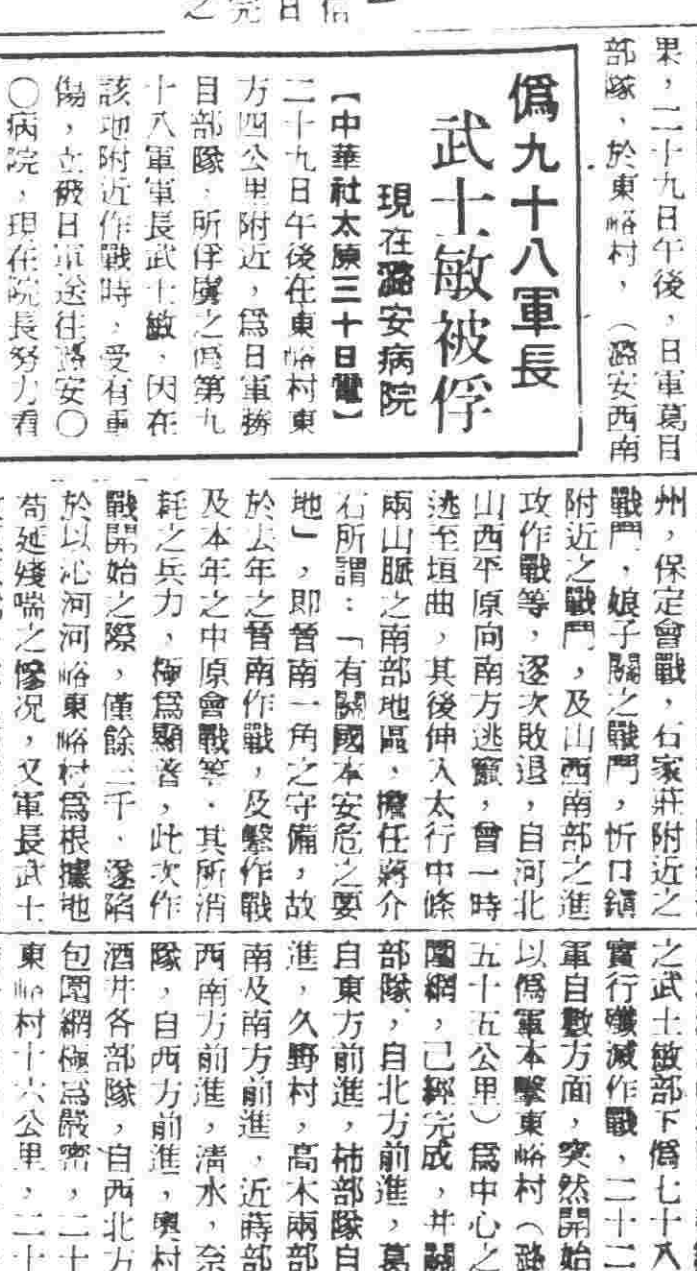 果，二十九日午後，日軍葛目
部隊，於東峪村，（潞安西南
僞九十八軍長
武士敏被俘
現在潞安病院
【中華社太原三十日電】
二十九日午後在東峪村東
方四公里附近，爲日軍勝
目部隊，所俘虜之僞第九
十八軍軍長武士敏，因在
該地附近作戰時，受有重
傷，立被日軍送往潞安〇
〇病院，現在院長努力看
州，保定會戰，石家莊附近之
戰鬥，娘子關之戰鬥，忻口鎮
附近之戰鬥，及山西南部之進
攻作戰等，逐次敗退，自河北
山西平原向南方逃竄，曾一時
逃至垣曲，其後伸入太行中條
兩山脈之南部地區，擔任蔣介
石所謂：「有關國本安危之要
地」，即晉南一角之守備，故
於去年之晉南作戰，及繫作戰
及本年之中原會戰等，其所消
耗之兵力，極爲顯著，此次作
戰開始之際，僅餘二千，遂陷
於以沁河河峪東峪村爲根據地
苟延殘喘之慘況，又軍長武士
之武士敏部下僞七十八
實行殲滅作戰，二十二
軍自數方面，突然開始
以僞軍本擊東峪村（潞
五十五公里）爲中心之
圍網，已經完成，井關
部隊，自北方前進，葛
自東方前進，柿部隊自
進，久野村，高木兩部
南及南方前進，近蒔部
西南方前進，清水，奈
隊，自西方前進，奧村
酒井各部隊，自西北方
包圍網極爲嚴密，二十
東峪村十六公里，二十